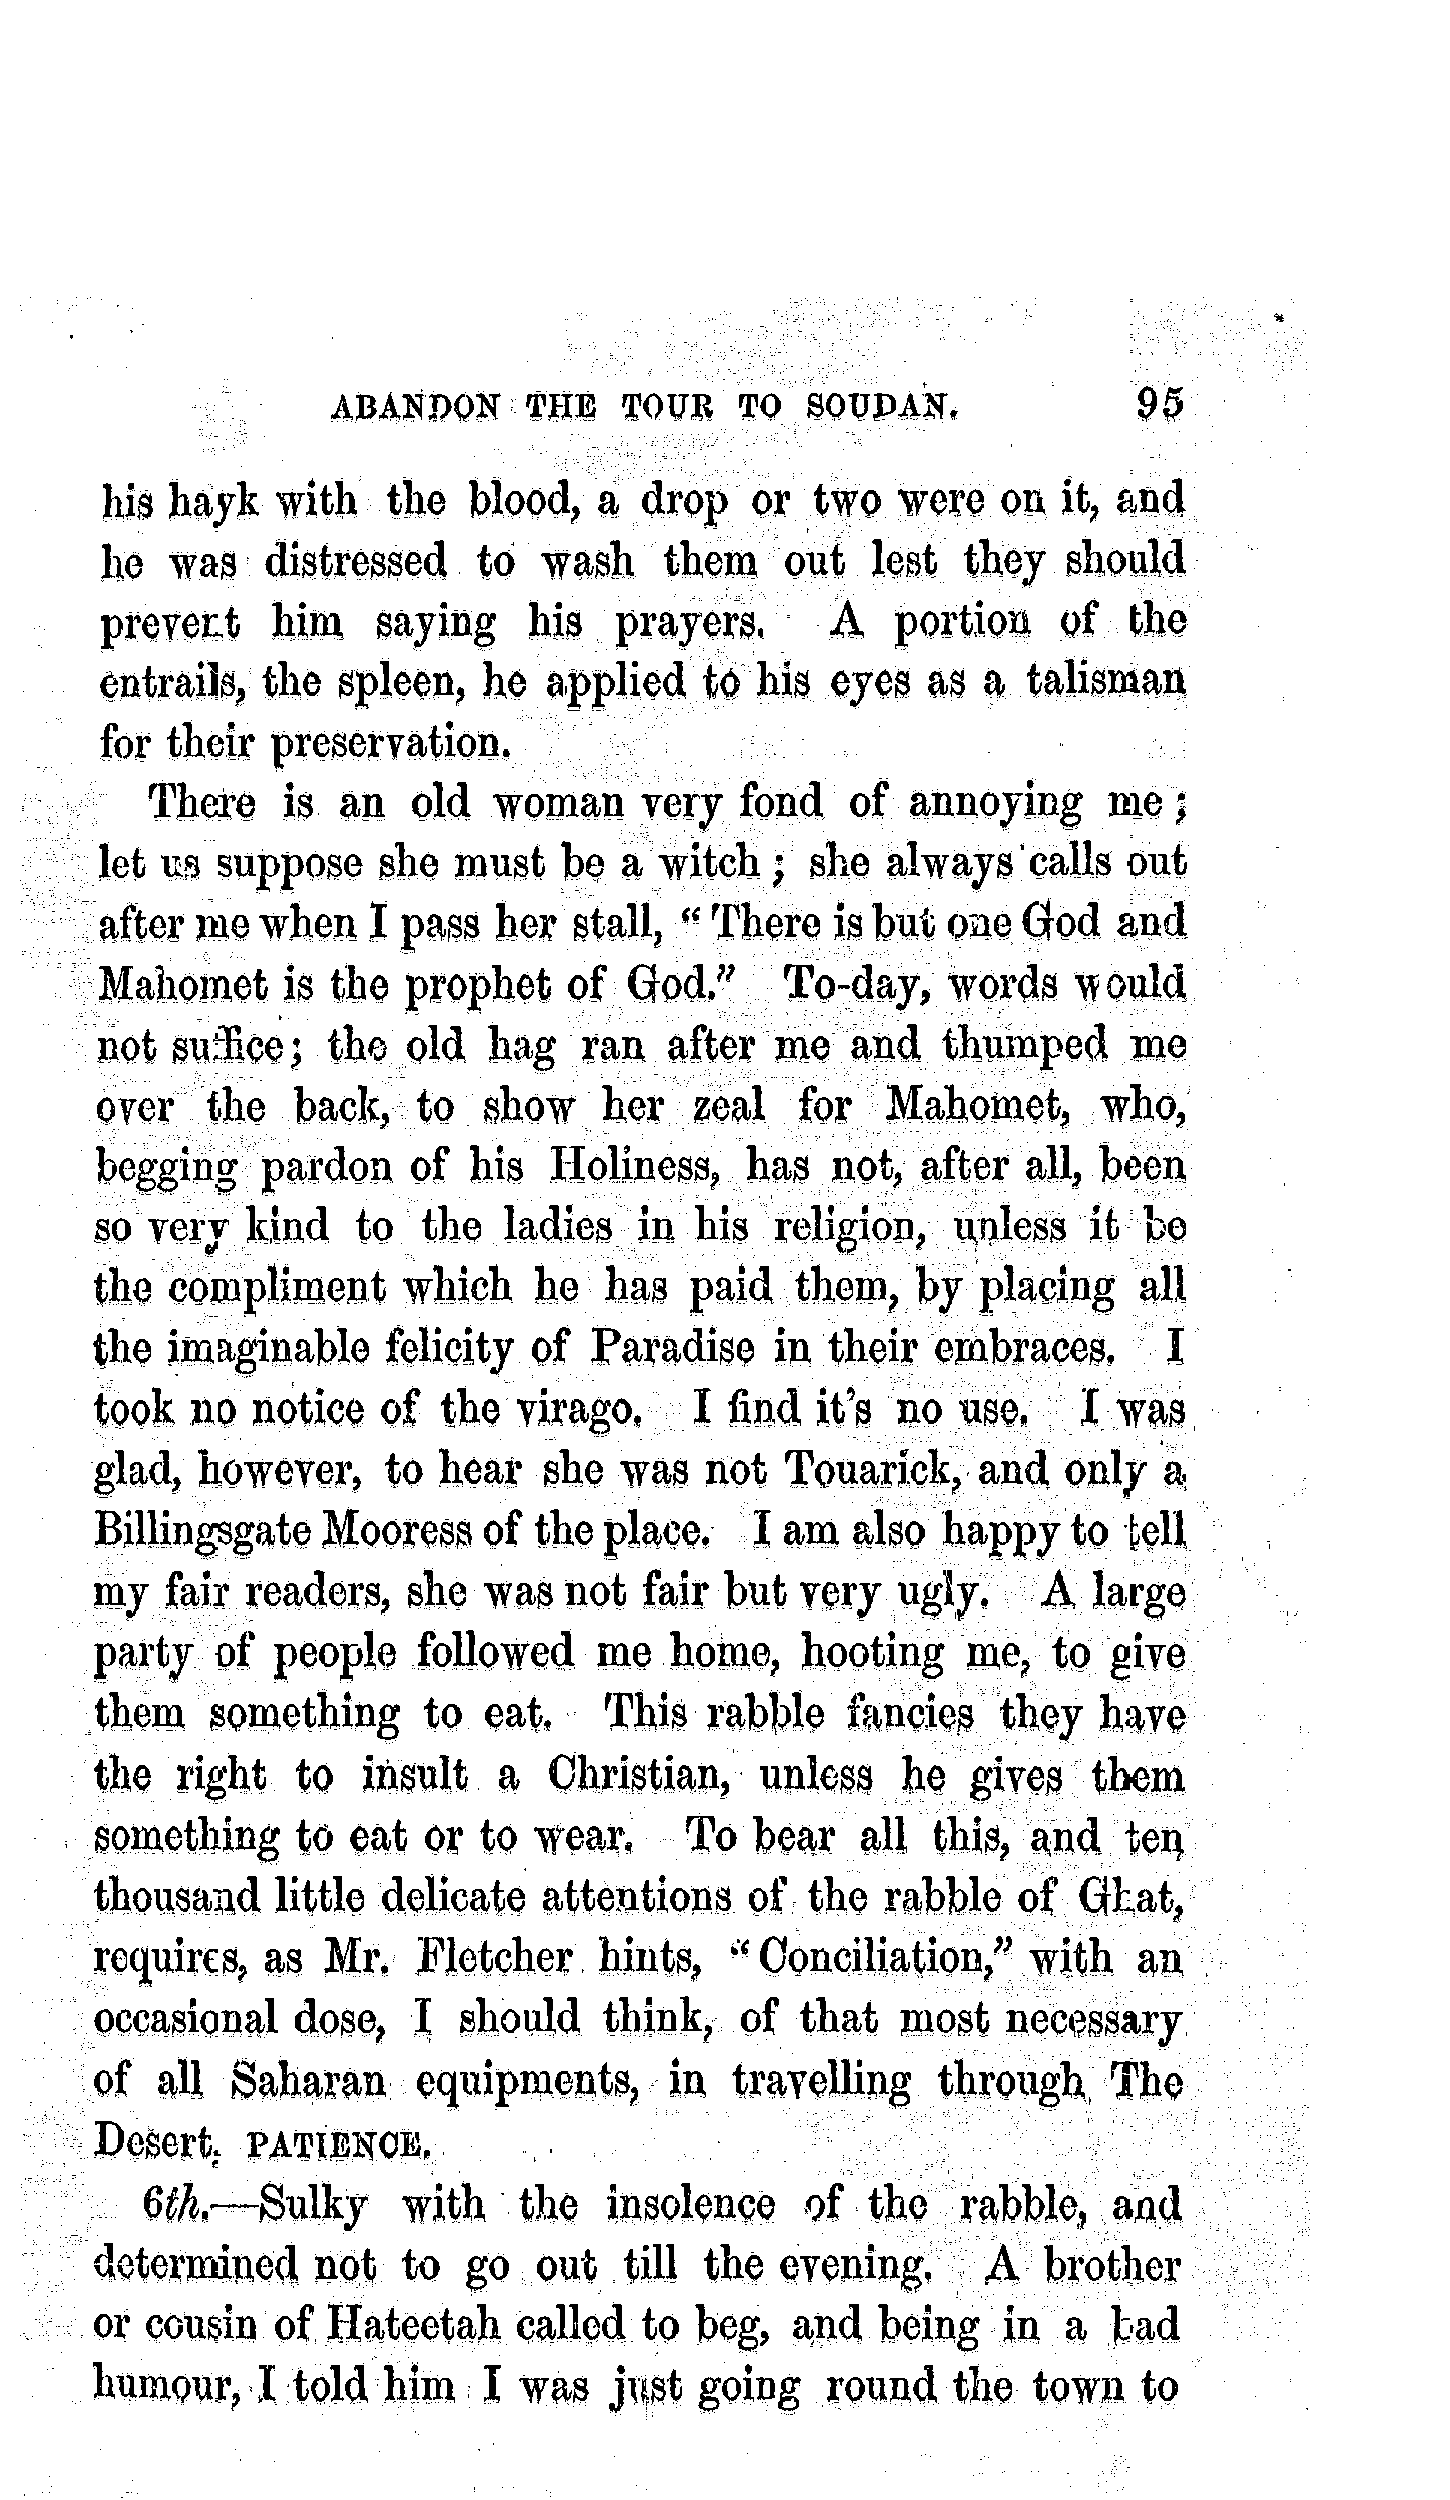 ABANDON THE TOUR TO SOUDAN. 95
his hayk with the blood, a drop or two were on it, and
he was distressed to wash them out lest they should
prevent him saying his prayers. A portion of the
entrails, the spleen, he applied to his eyes as a talisman
for their preservation.
There is an old woman very fond of annoying me;
let us suppose she must be a witch; she always calls out
after me when I pass her stall, "There is but one God and
Mahomet is the prophet of God." To-day, words would
not suffice; the old hag ran after me and thumped me
over the back, to show her zeal for Mahomet, who,
begging pardon of his Holiness, has not, after all, been
so very kind to the ladies in his religion, unless it be
the compliment which he has paid them, by placing all
the imaginable felicity of Paradise in their embraces. I
took no notice of the virago. I find it's no use. I was
glad, however, to hear she was not Touarick, and only a
Billingsgate Mooress of the place. I am also happy to tell
my fair readers, she was not fair but very ugly. A large
party of people followed me home, hooting me, to give
them something to eat. This rabble fancies they have
the right to insult a Christian, unless he gives them
something to eat or to wear. To bear all this, and ten
thousand little delicate attentions of the rabble of Ghat,
requires, as Mr. Fletcher hints, "Conciliation," with an
occasional dose, I should think, of that most necessary
of all Saharan equipments, in travelling through The
Desert, PATIENCE.
6th.—Sulky with the insolence of the rabble, and
determined not to go out till the evening. A brother
or cousin of Hateetah called to beg, and being in a bad
humour, I told him I was just going round the town to